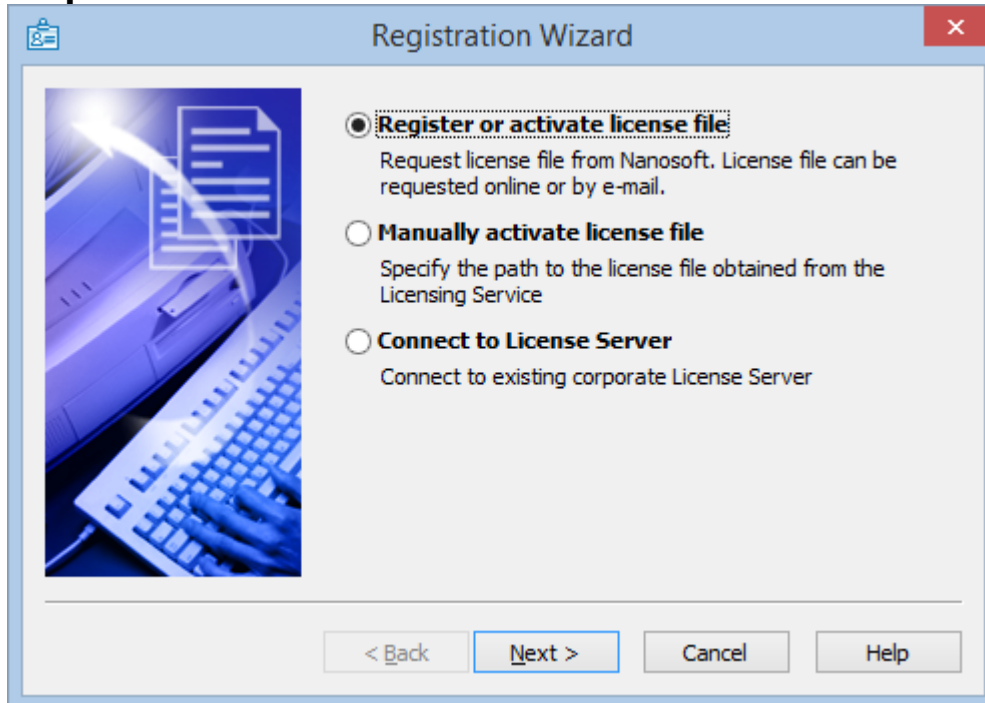 Registration Wizard
Register or activate license file
Request license file from Nanosoft. License file can be
requested online or by e-mail.
Manually activate license file
Specify the path to the license file obtained from the
Licensing Service
Connect to License Server
Connect to existing corporate License Server
< Back Next > Cancel Help